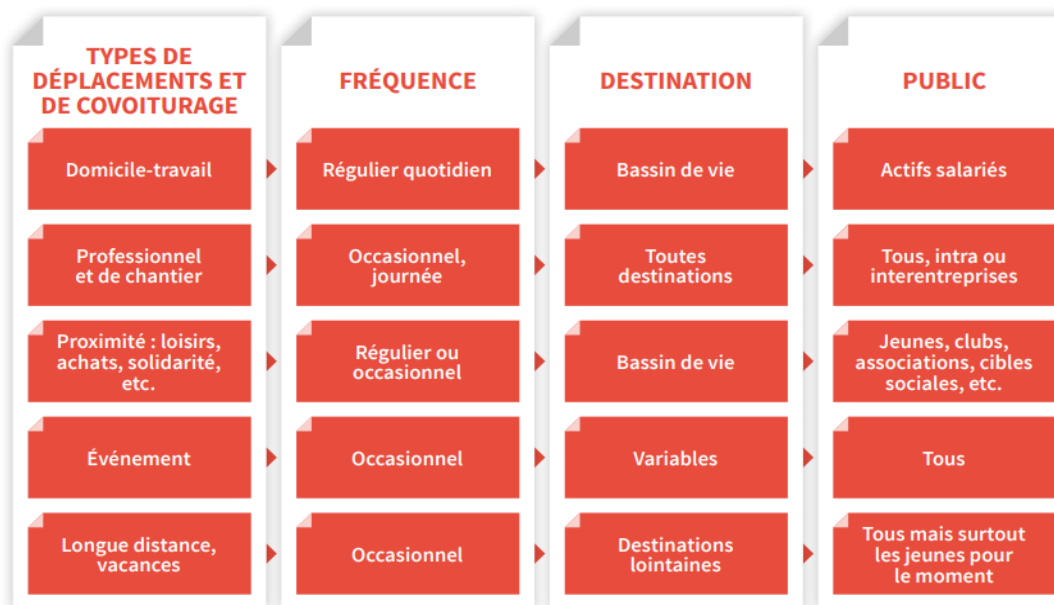 TYPES DE
DÉPLACEMENTS ET
DE COVOITURAGE
FRÉQUENCE
DESTINATION
PUBLIC
Domicile-travail
Régulier quotidien
Bassin de vie
Actifs salariés
Professionnel
et de chantier
Occasionnel,
journée
Toutes
destinations
Tous, intra ou
interentreprises
Proximité : loisirs,
achats, solidarité,
etc.
Régulier ou
occasionnel
Bassin de vie
Jeunes, clubs,
associations, cibles
sociales, etc.
Événement
Occasionnel
Variables
Tous
Longue distance,
vacances
Occasionnel
Destinations
lointaines
Tous mais surtout
les jeunes pour
le moment